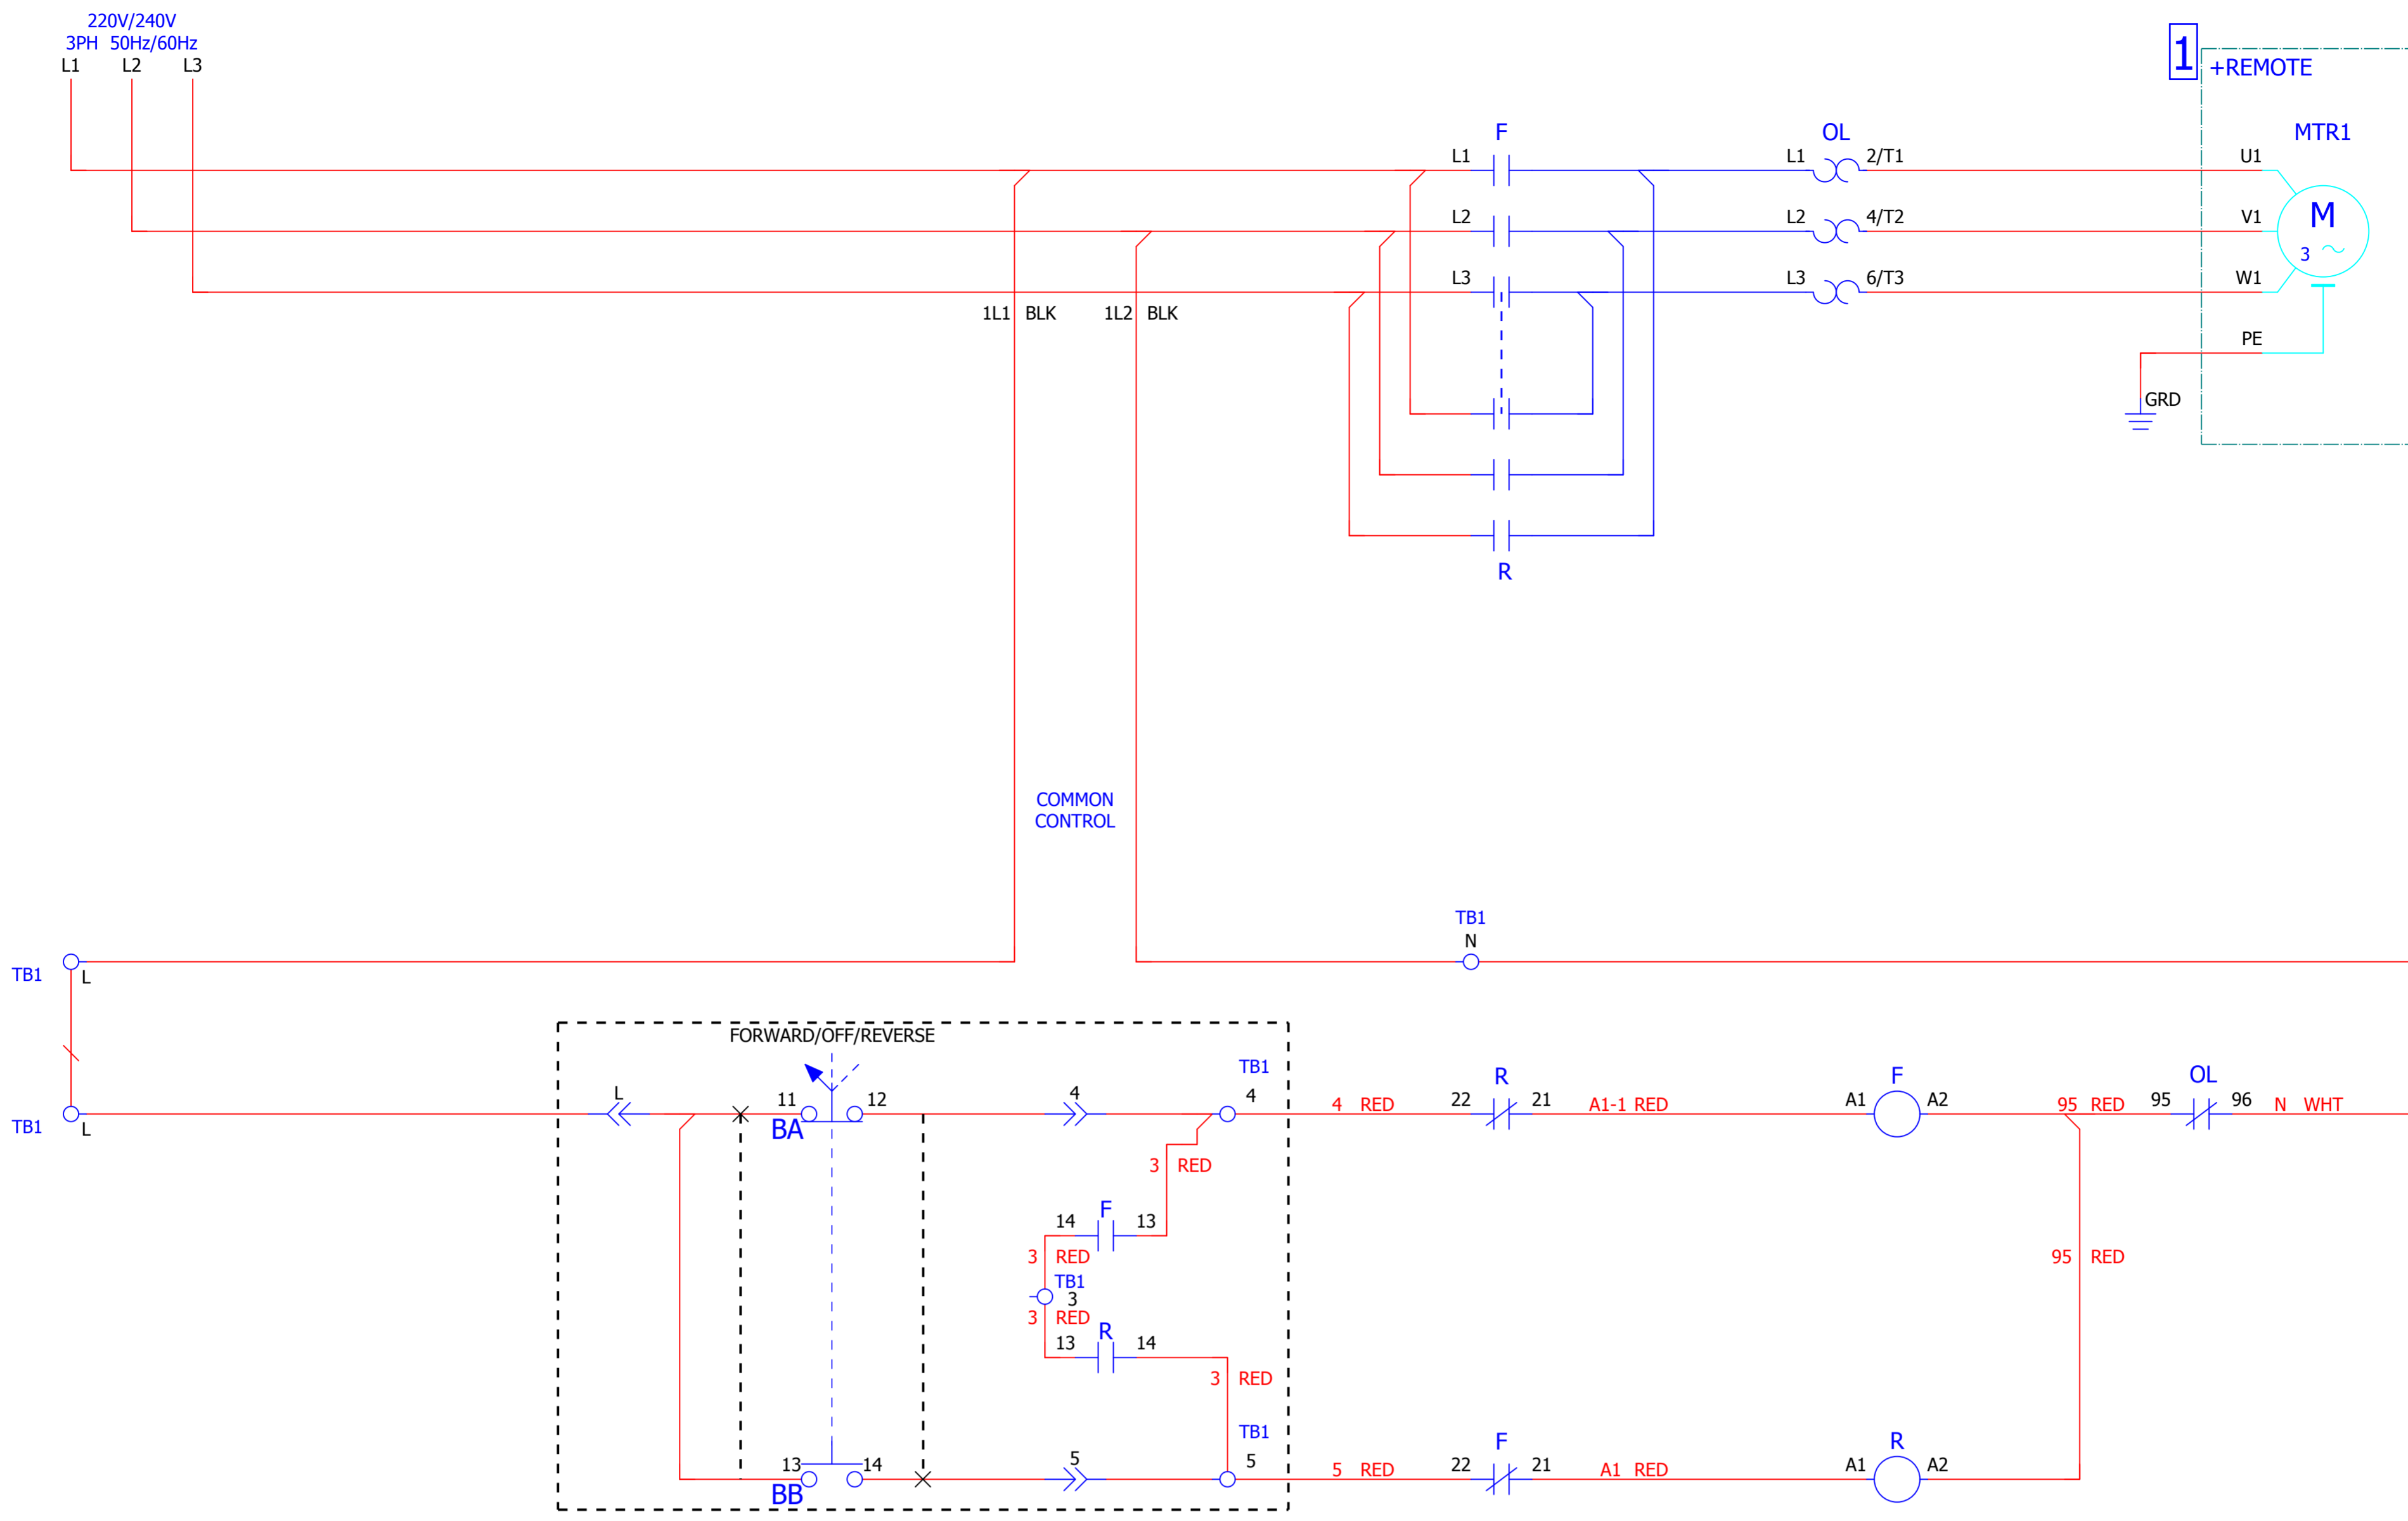 220V/240V
3PH 50Hz/60Hz
L1 L2 L3
1
+REMOTE
F OL MTR1
L1 L1 2/T1 U1
L2 L2 4/T2 V1
M
3
L3 L3 6/T3 W1
1L1 BLK 1L2 BLK
PE
GRD
R
COMMON
CONTROL
TB1
N
TB1 L
FORWARD/OFF/REVERSE
TB1 R F OL
L 11 12 4 4 4 RED 22 21 A1-1 RED A1 A2 95 RED 95 96 N WHT
TB1 L BA
3 RED
F
14 13
3 RED 95 RED
TB1
3
3 RED
R
13 14
3 RED
TB1 F R
13 14 5 5 5 RED 22 21 A1 RED A1 A2
BB